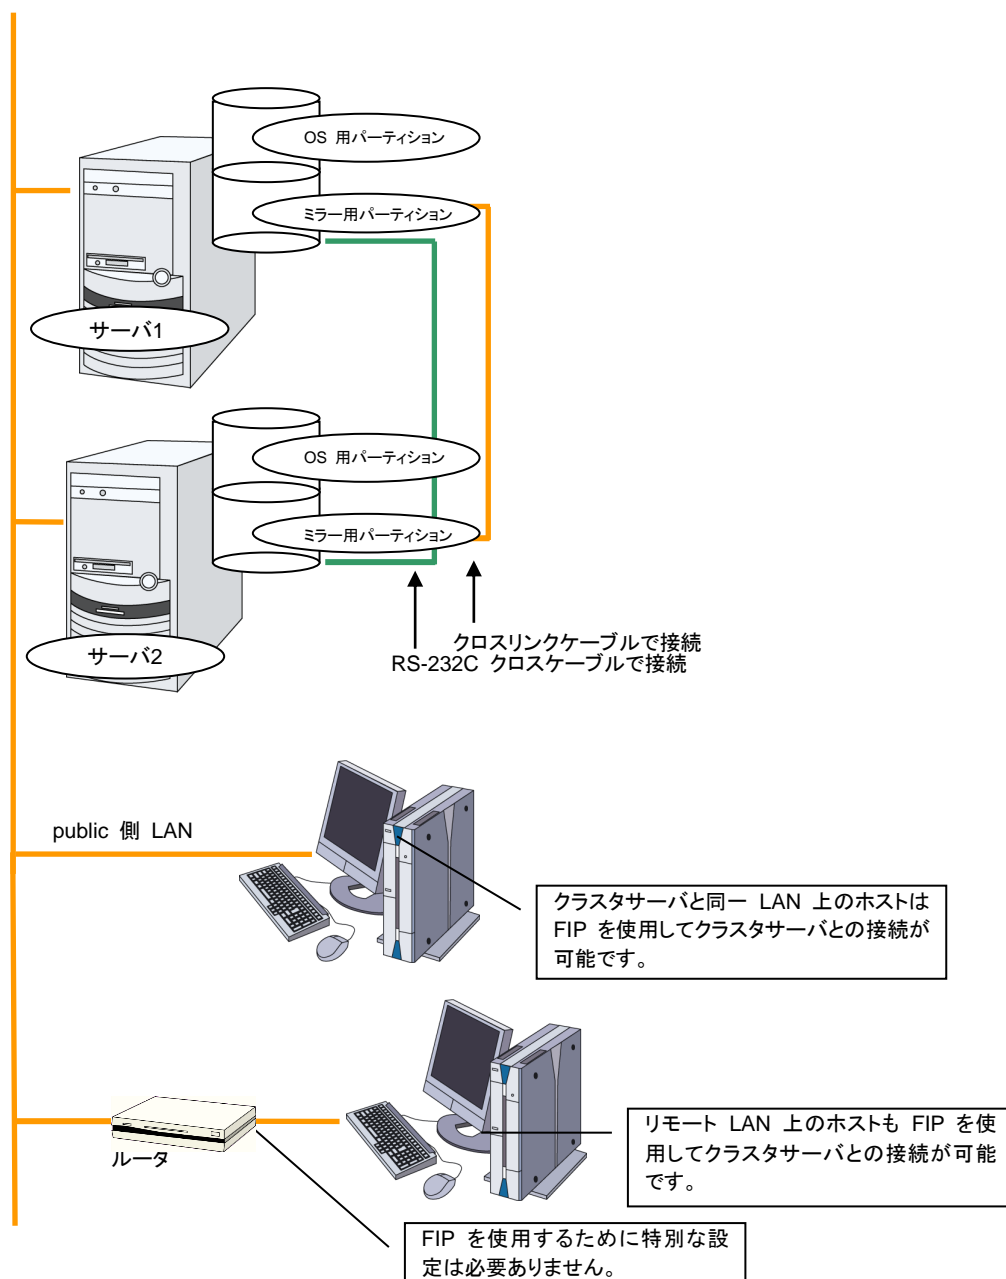 OS 用パーティション
ミラー用パーティション
サーバ1
OS 用パーティション
ミラー用パーティション
サーバ2
クロスリンクケーブルで接続
RS-232C クロスケーブルで接続
public 側 LAN
クラスタサーバと同一 LAN 上のホストは
FIP を使用してクラスタサーバとの接続が
可能です。
ルータ
リモート LAN 上のホストも FIP を使
用してクラスタサーバとの接続が可能
です。
FIP を使用するために特別な設
定は必要ありません。